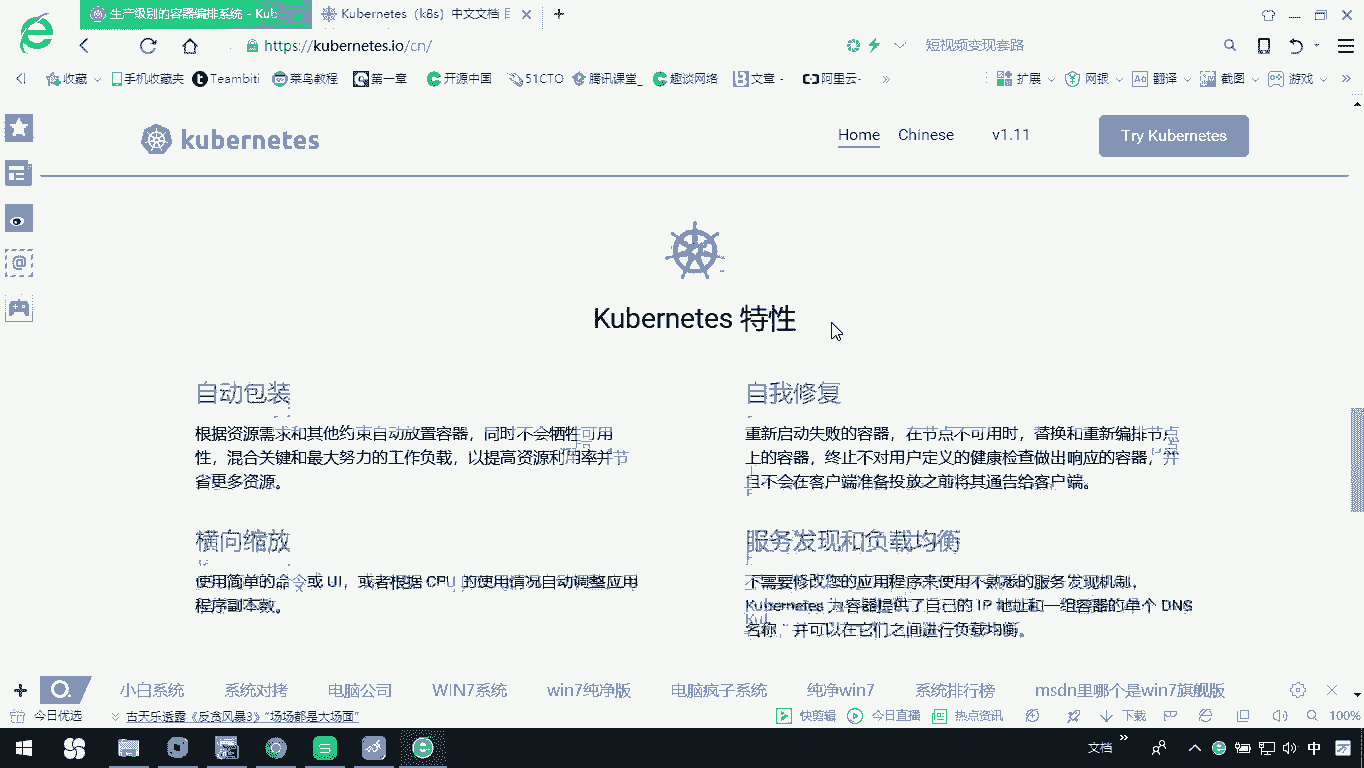 生产级别的容器编排系统 - Kub
Kubernetes（k8s）中文文档
https://kubernetes.io/cn/
短视频变现套路
收藏
手机收藏夹
Teambiti
菜鸟教程
第一章
开源中国
51CTO
腾讯课堂_
趣谈网络
文章 -
阿里云-
扩展
网银
翻译
截图
游戏
kubernetes
Home
Chinese
v1.11
Try Kubernetes
Kubernetes 特性
自动包装
根据资源需求和其他约束自动放置容器，同时不会牺牲可用
性，混合关键和最大努力的工作负载，以提高资源利用率并节
省更多资源。
自我修复
重新启动失败的容器，在节点不可用时，替换和重新编排节点
上的容器，终止不对用户定义的健康检查做出响应的容器，并
且不会在客户端准备投放之前将其通告给客户端。
横向缩放
使用简单的命令或 UI，或者根据 CPU 的使用情况自动调整应用
程序副本数。
服务发现和负载均衡
不需要修改您的应用程序来使用不熟悉的服务发现机制，
Kubernetes 为容器提供了自己的 IP 地址和一组容器的单个 DNS
名称，并可以在它们之间进行负载均衡。
小白系统
系统对拷
电脑公司
WIN7系统
win7纯净版
电脑疯子系统
纯净win7
系统排行榜
msdn里哪个是win7旗舰版
今日优选
古天乐透露《反贪风暴3》“场场都是大场面”
快剪辑
今日直播
热点资讯
下载
100%
文档
中